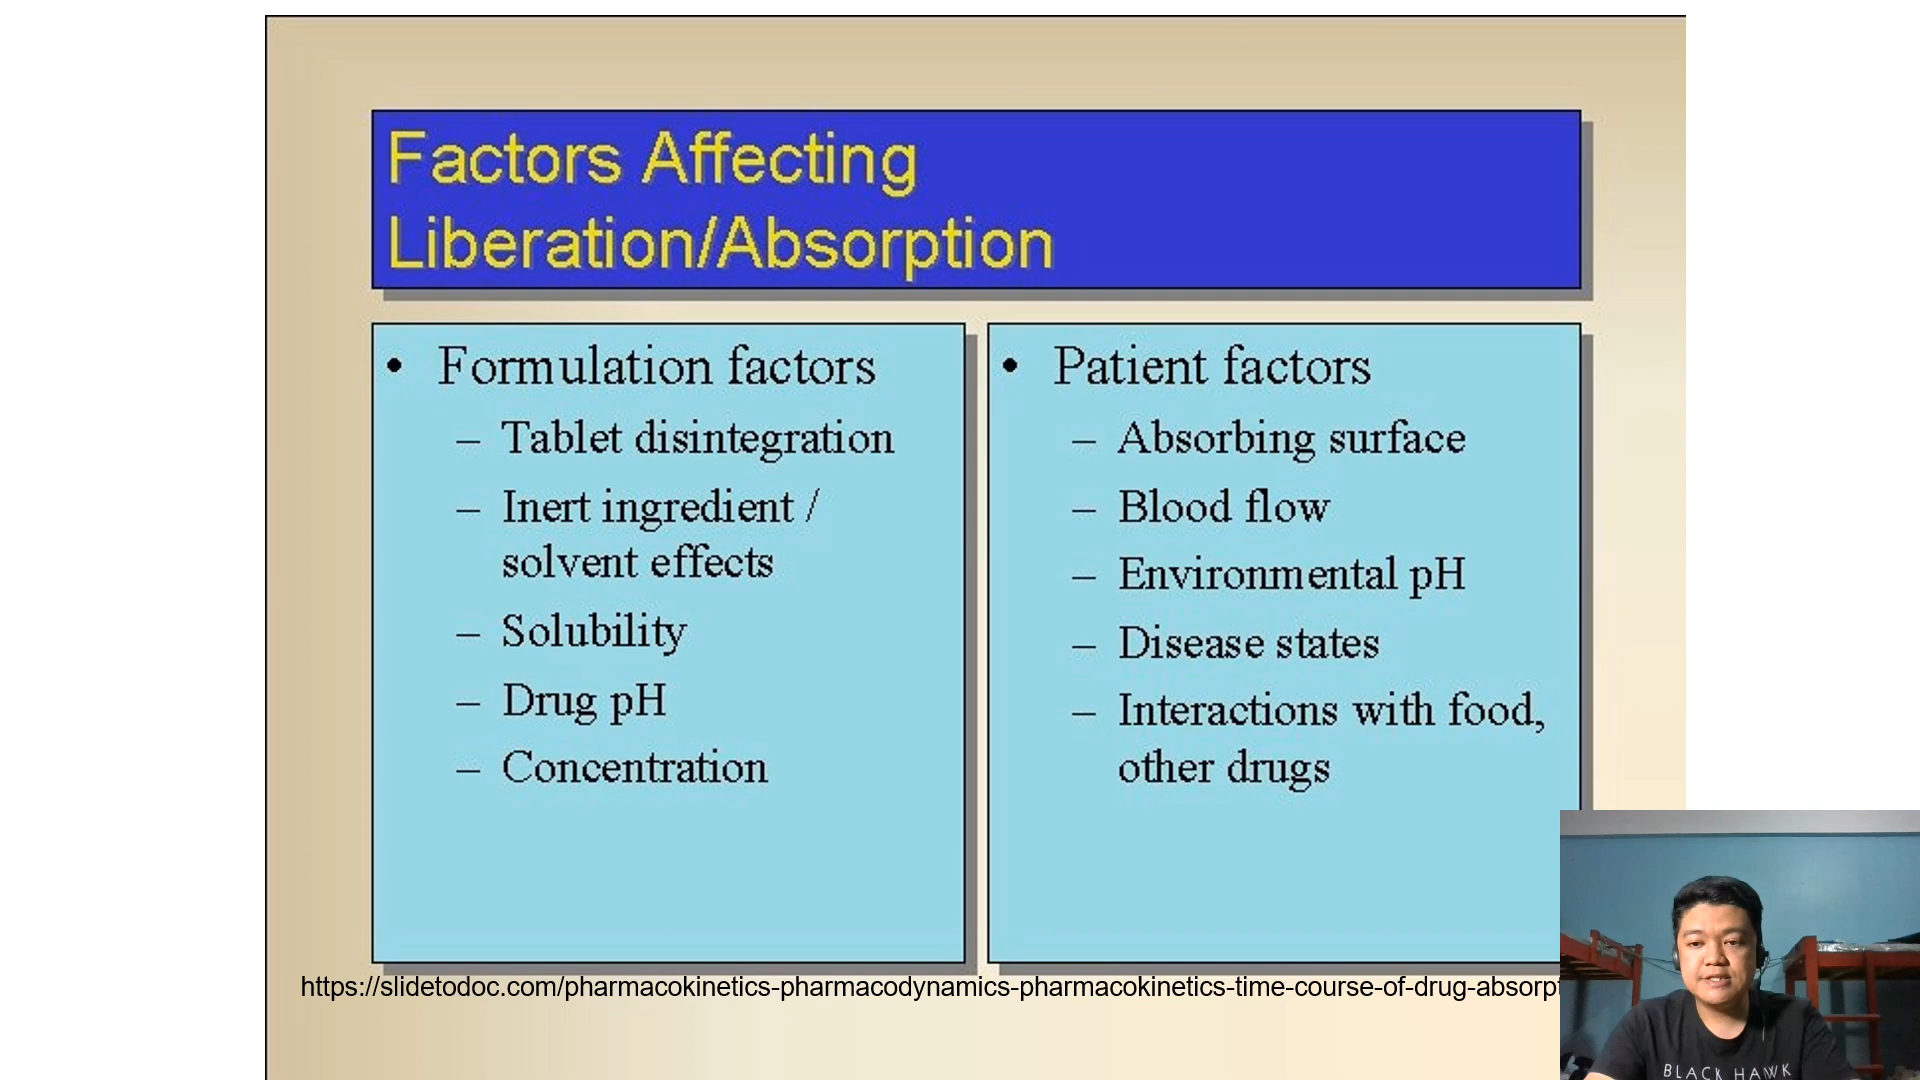 Factors Affecting
Liberation/Absorption
• Formulation factors
– Tablet disintegration
– Inert ingredient /
solvent effects
– Solubility
– Drug pH
– Concentration
• Patient factors
– Absorbing surface
– Blood flow
– Environmental pH
– Disease states
– Interactions with food,
other drugs
https://slidetodoc.com/pharmacokinetics-pharmacodynamics-pharmacokinetics-time-course-of-drug-absorpt
BLACK HAWK